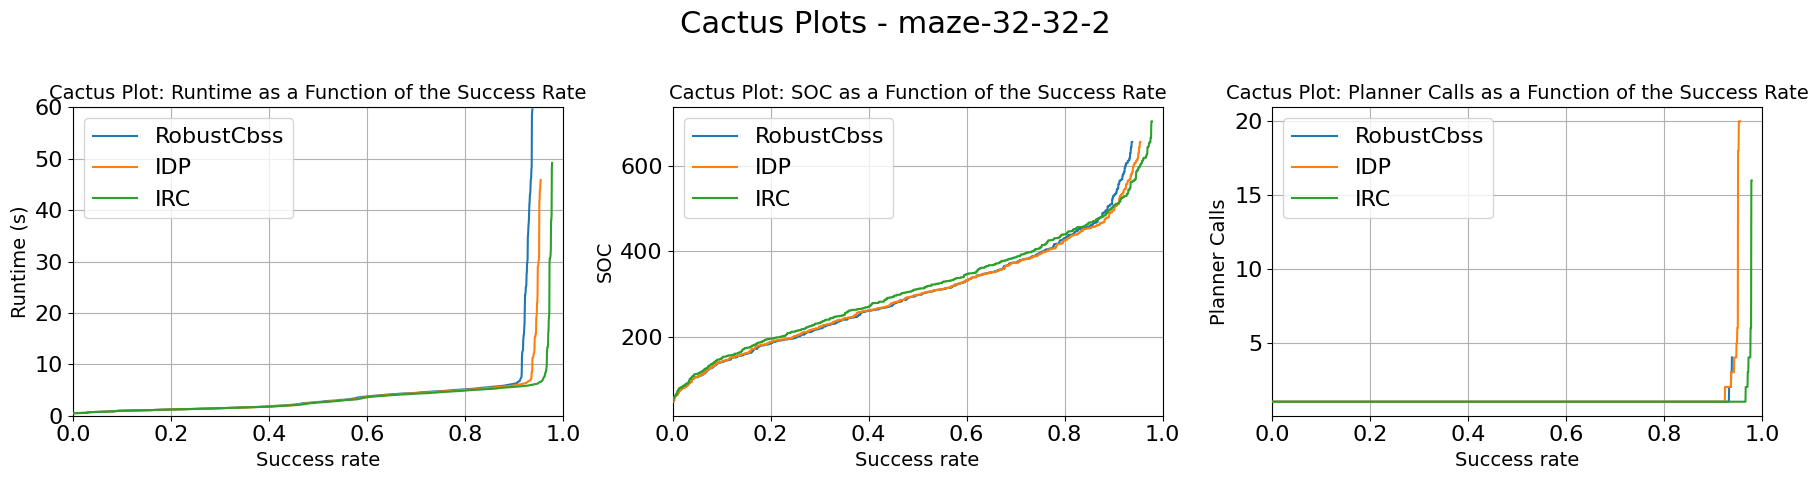 Cactus Plots - maze-32-32-2
Cactus Plot: Runtime as a Function of the Success Rate
60
50
40
30
20
10
0
Runtime (s)
RobustCbss
IDP
IRC
0.0 0.2 0.4 0.6 0.8 1.0
Success rate
Cactus Plot: SOC as a Function of the Success Rate
600
400
200
SOC
RobustCbss
IDP
IRC
0.0 0.2 0.4 0.6 0.8 1.0
Success rate
Cactus Plot: Planner Calls as a Function of the Success Rate
20
15
10
5
Planner Calls
RobustCbss
IDP
IRC
0.0 0.2 0.4 0.6 0.8 1.0
Success rate